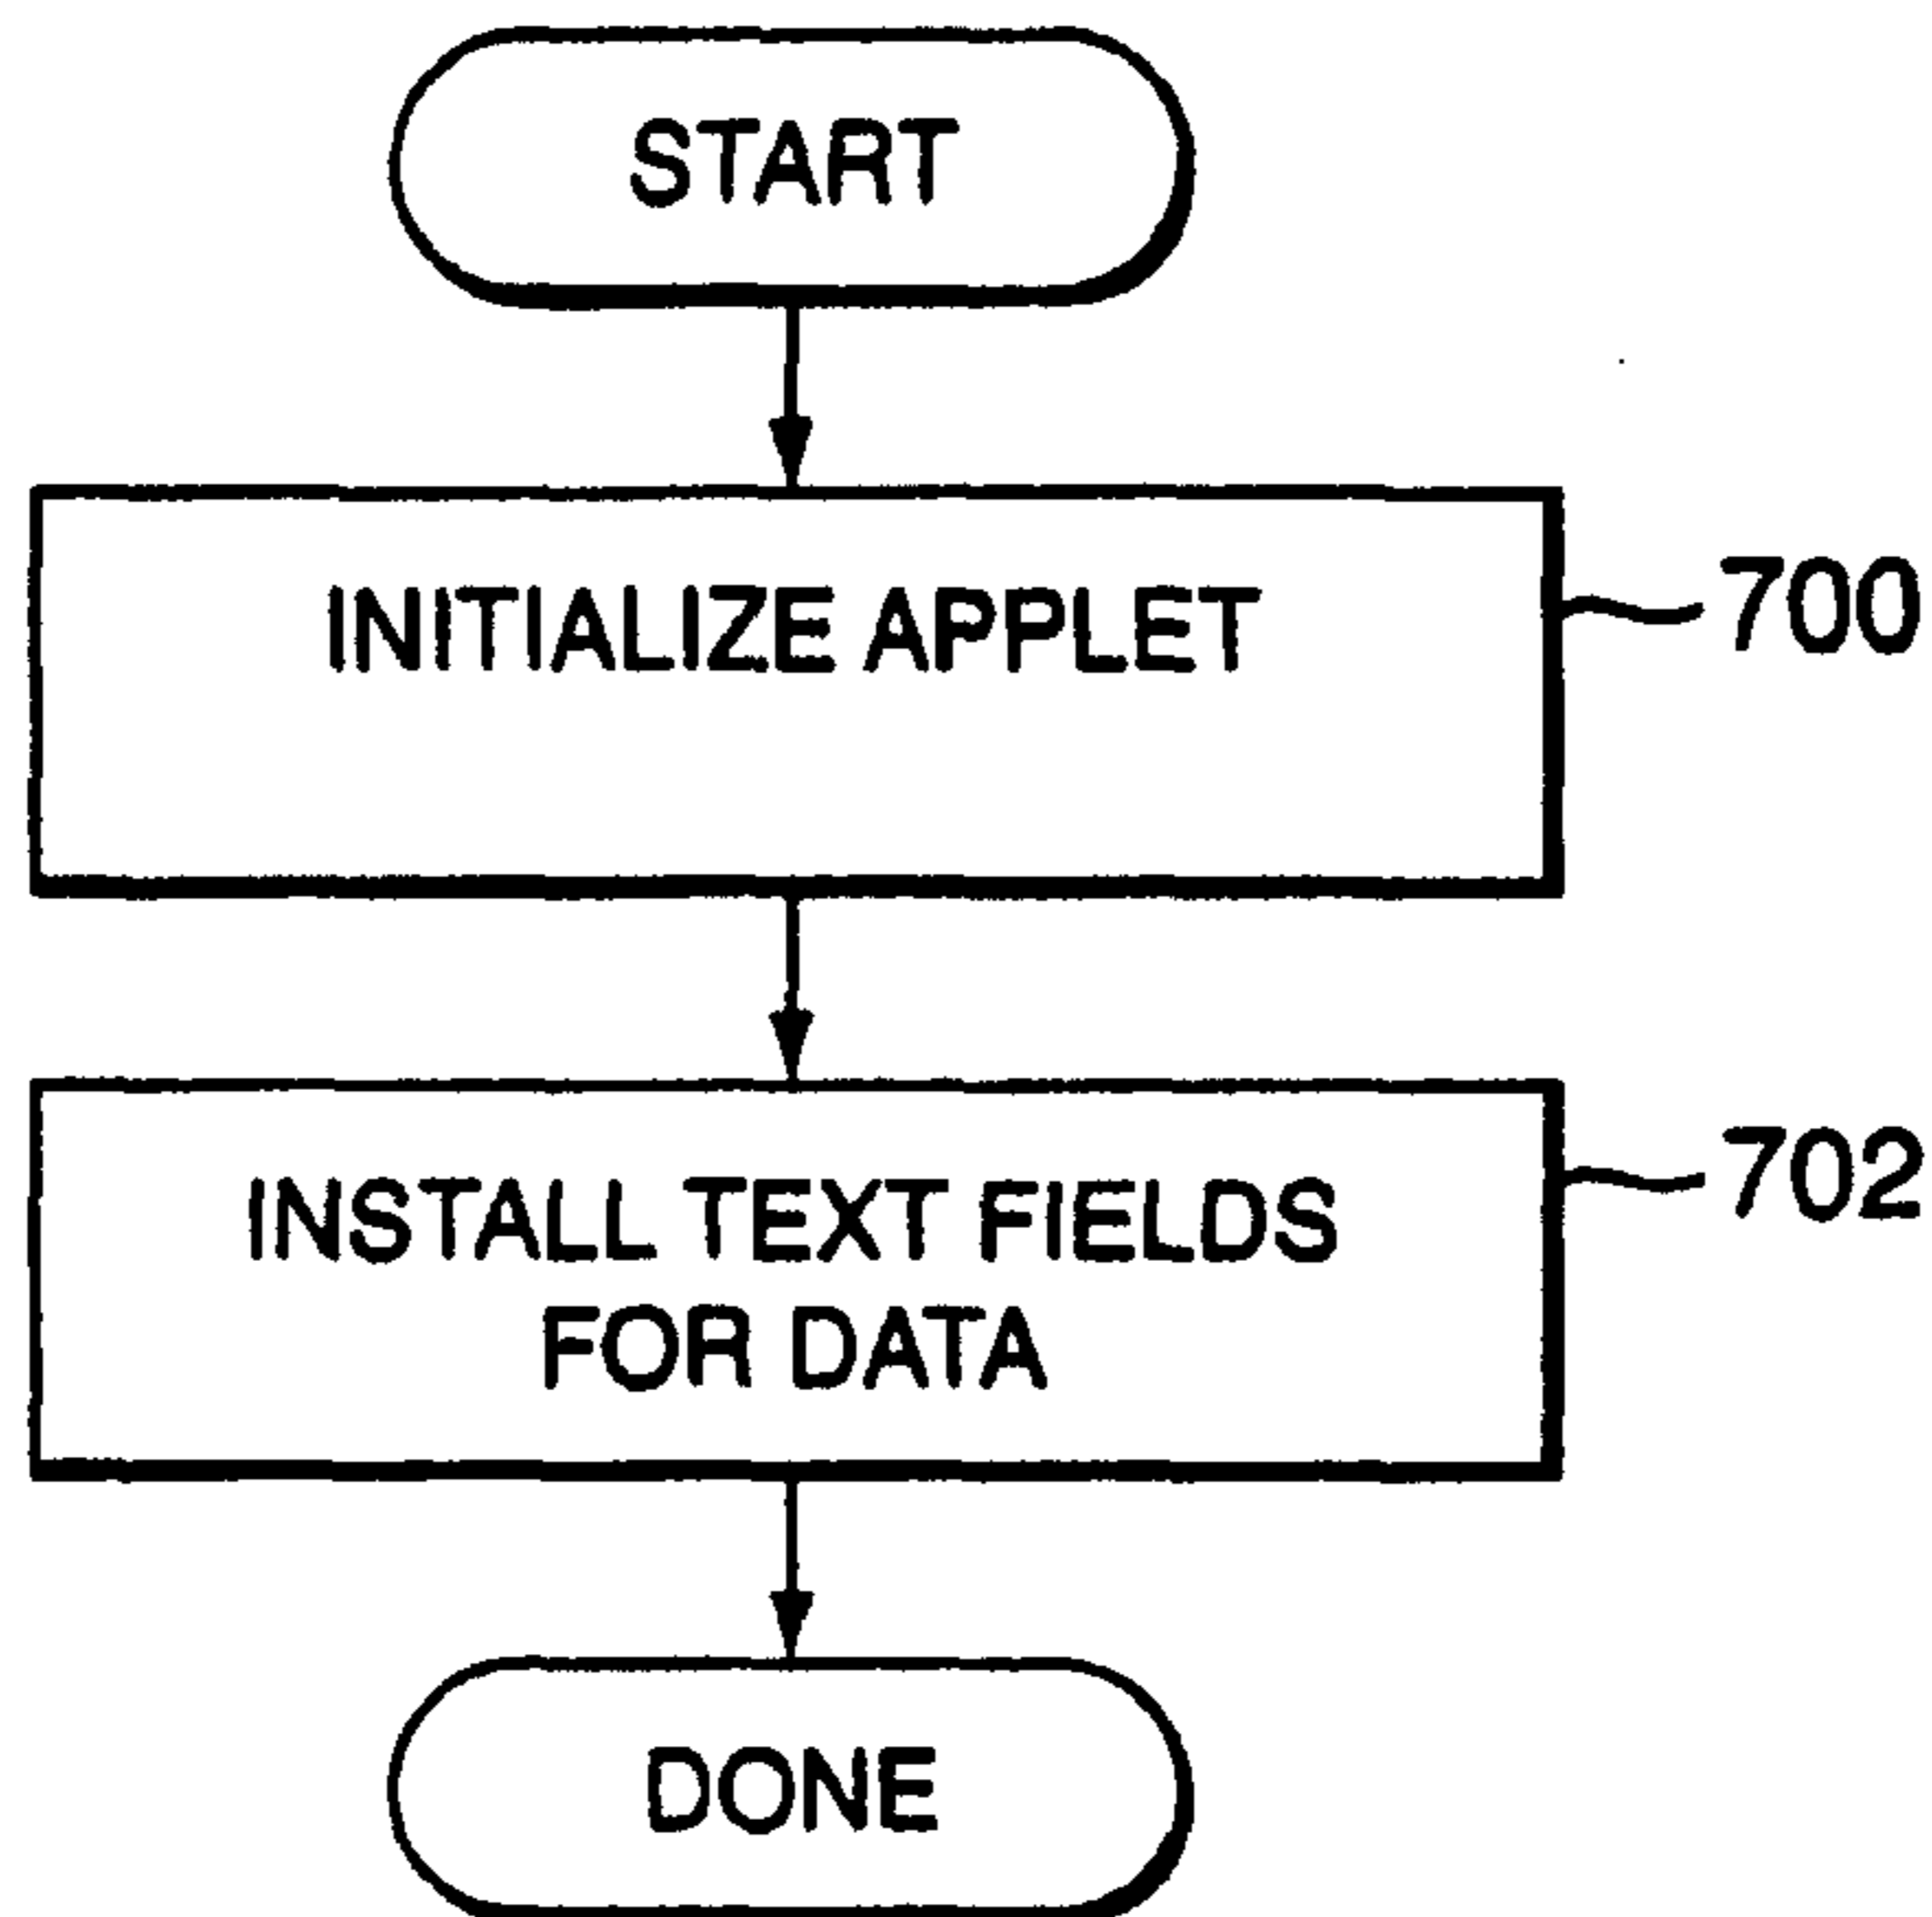 START
INITIALIZE APPLET
700
INSTALL TEXT FIELDS
FOR DATA
702
DONE